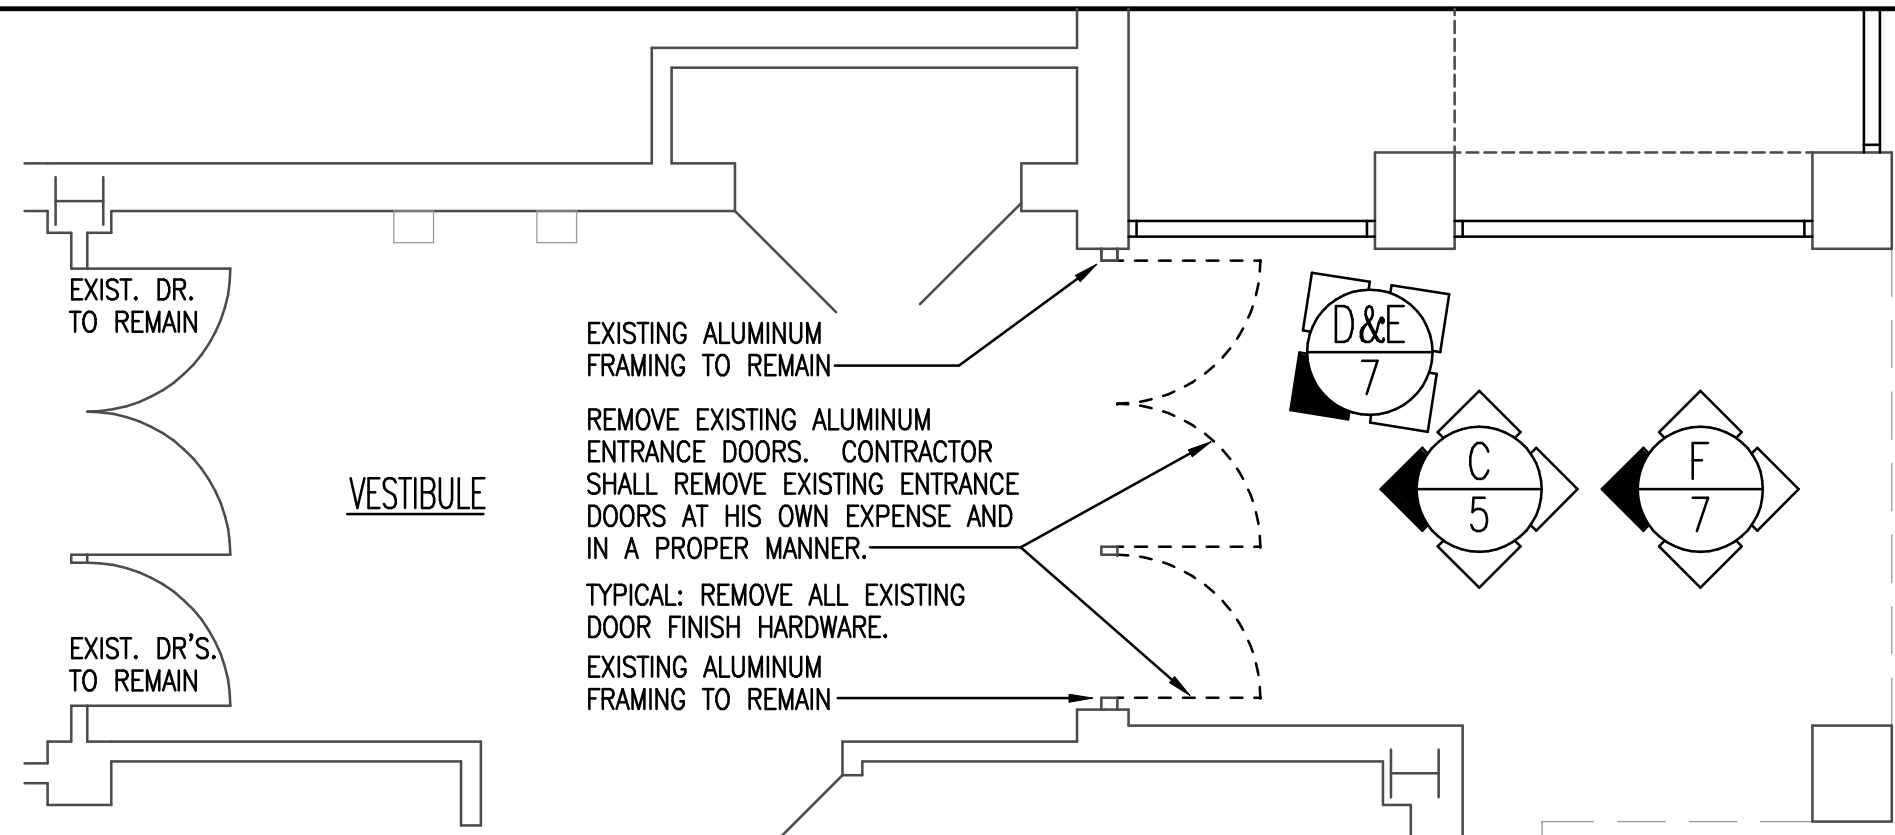 EXIST. DR.
TO REMAIN
EXISTING ALUMINUM
FRAMING TO REMAIN
REMOVE EXISTING ALUMINUM
ENTRANCE DOORS. CONTRACTOR
SHALL REMOVE EXISTING ENTRANCE
DOORS AT HIS OWN EXPENSE AND
IN A PROPER MANNER.
TYPICAL: REMOVE ALL EXISTING
DOOR FINISH HARDWARE.
EXISTING ALUMINUM
FRAMING TO REMAIN
VESTIBULE
EXIST. DR'S.
TO REMAIN
D&E
7
C
5
F
7